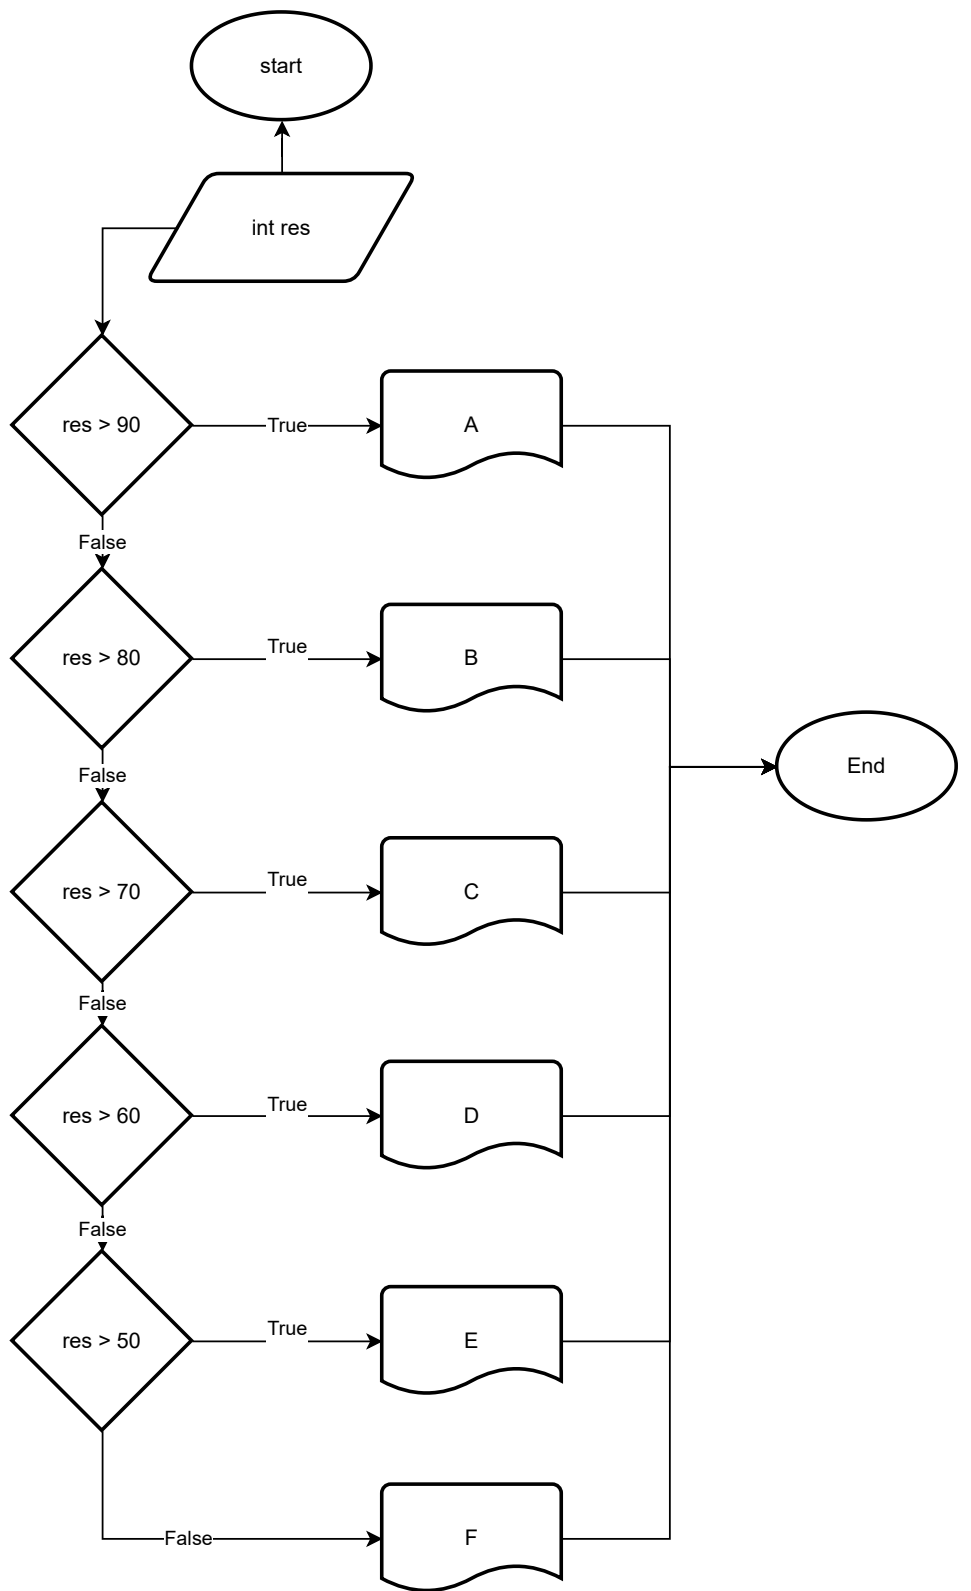 start
int res
res > 90
True
A
False
res > 80
True
B
End
False
res > 70
True
C
False
res > 60
True
D
False
res > 50
True
E
False
F